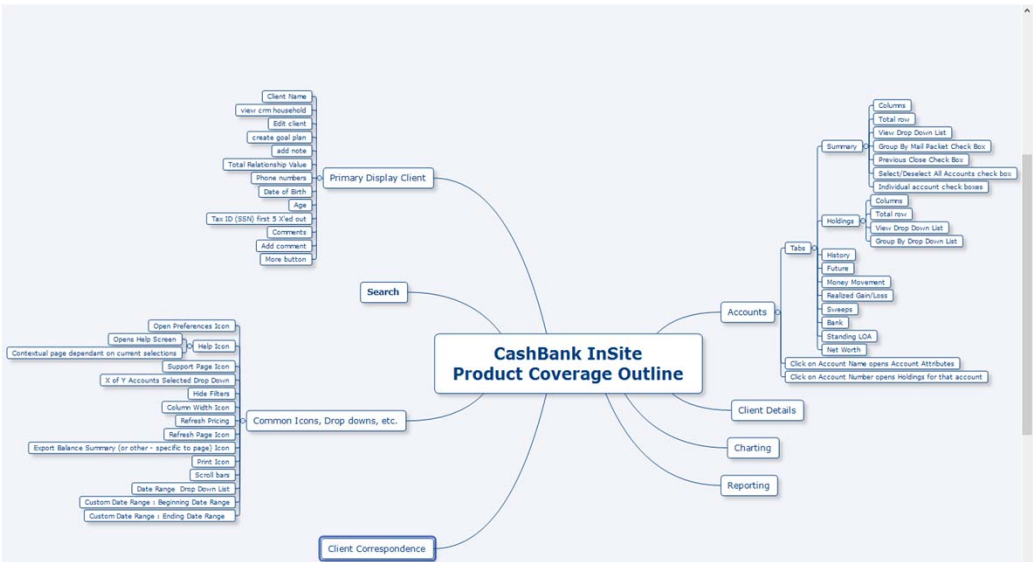 CashBank InSite
Product Coverage Outline
Primary Display Client
Client Name
view crm household
Edit client
create goal plan
add note
Total Relationship Value
Phone numbers
Date of Birth
Age
Tax ID (SSN) first 5 X'ed out
Comments
Add comment
More button
Search
Common Icons, Drop downs, etc.
Open Preferences Icon
Help Icon
Opens Help Screen
Contextual page dependant on current selections
Support Page Icon
X of Y Accounts Selected Drop Down
Hide Filters
Column Width Icon
Refresh Pricing
Refresh Page Icon
Export Balance Summary (or other - specific to page) Icon
Print Icon
Scroll bars
Date Range Drop Down List
Custom Date Range : Beginning Date Range
Custom Date Range : Ending Date Range
Client Correspondence
Accounts
Tabs
Summary
Columns
Total row
View Drop Down List
Group By Mail Packet Check Box
Previous Close Check Box
Select/Deselect All Accounts check box
Individual account check boxes
Holdings
Columns
Total row
View Drop Down List
Group By Drop Down List
History
Future
Money Movement
Realized Gain/Loss
Sweeps
Bank
Standing LOA
Net Worth
Click on Account Name opens Account Attributes
Click on Account Number opens Holdings for that account
Client Details
Charting
Reporting